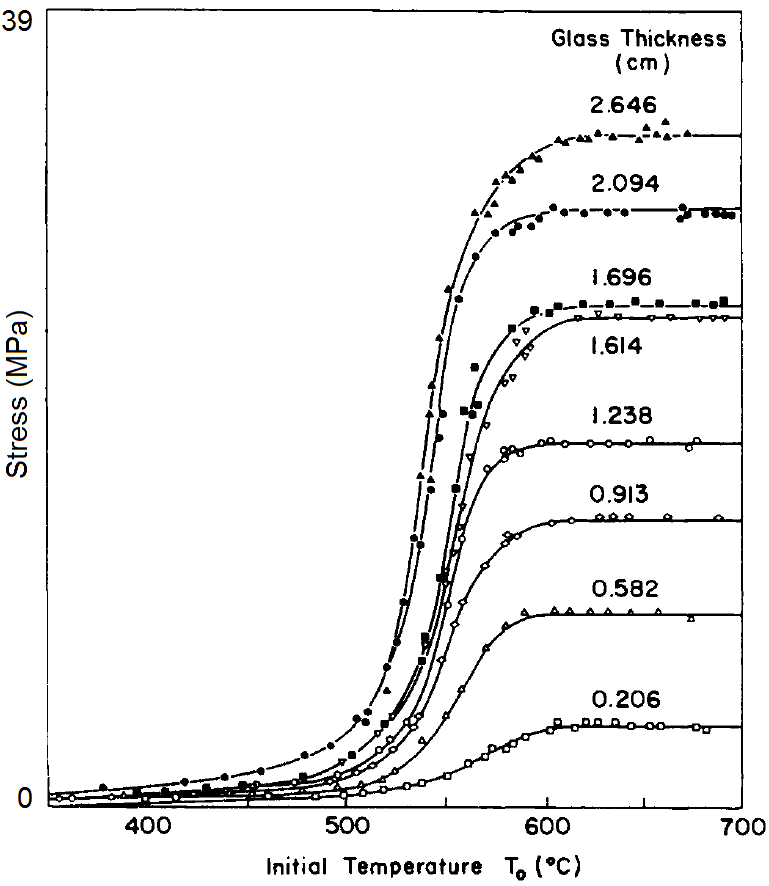 39
Glass Thickness
(cm)
2.646
2.094
1.696
1.614
1.238
0.913
0.582
0.206
Stress (MPa)
0
400 500 600 700
Initial Temperature To (°C)